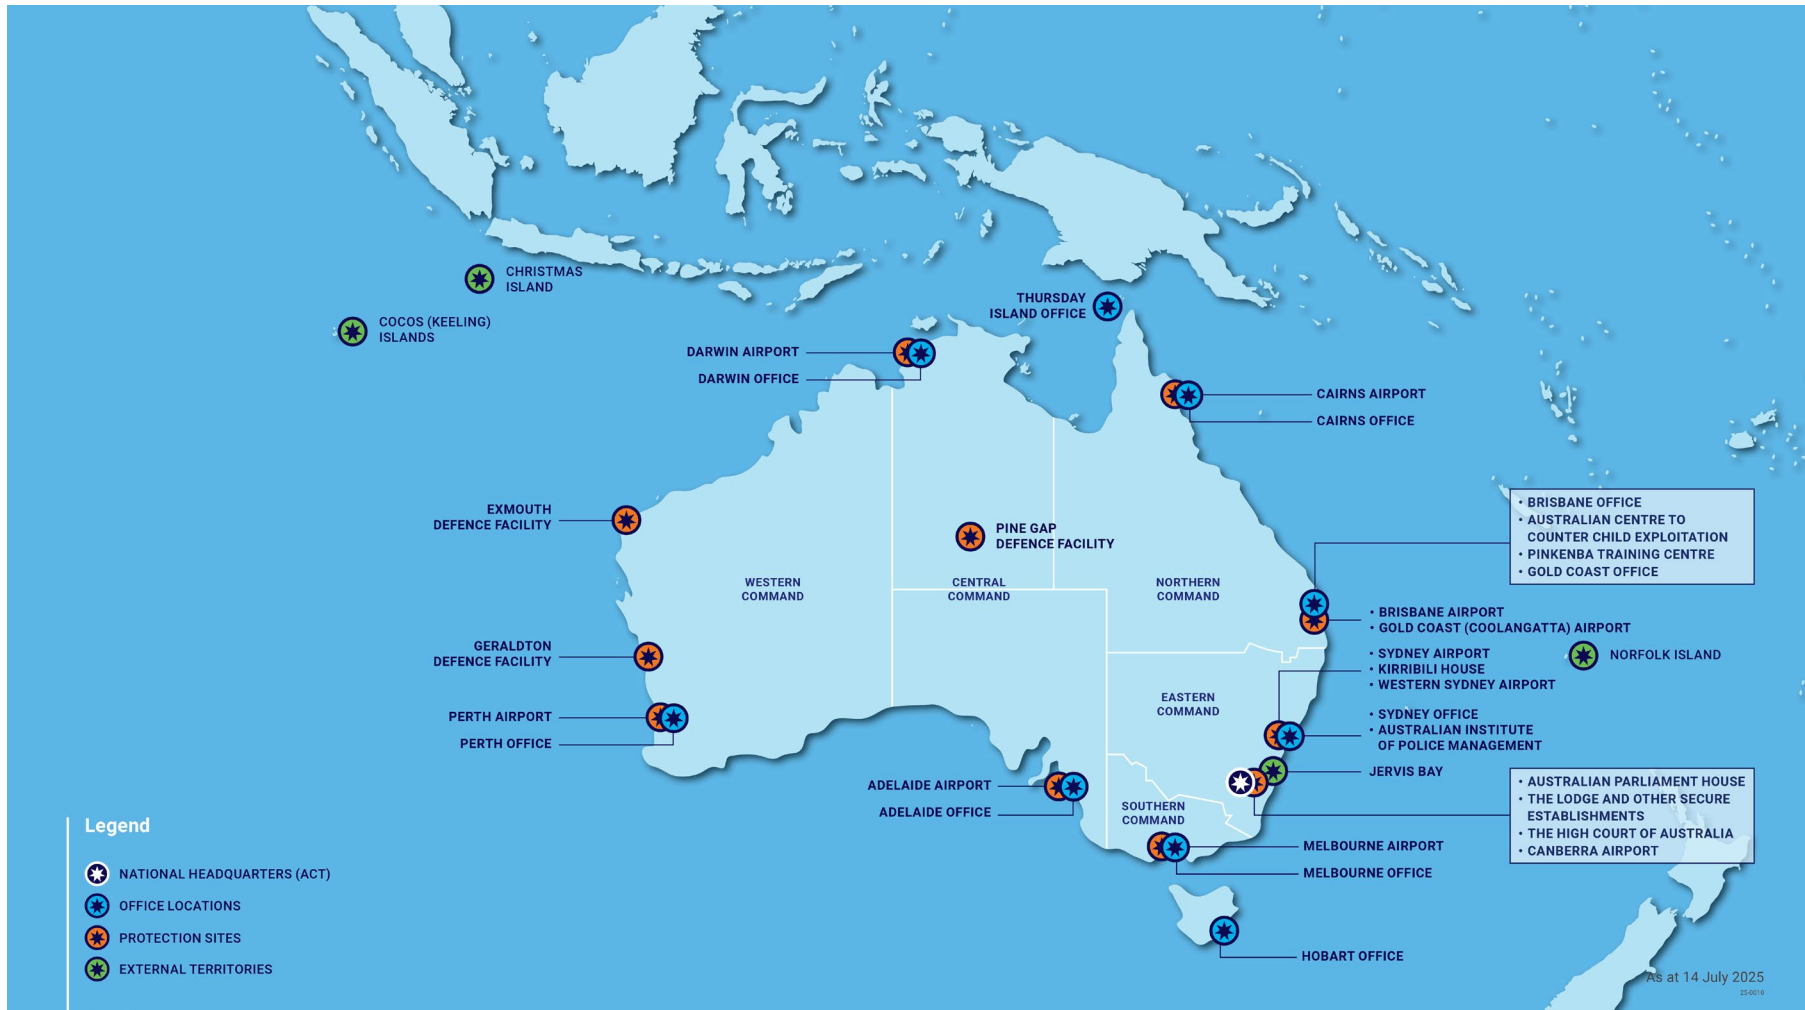 CHRISTMAS
ISLAND
COCOS (KEELING)
ISLANDS
THURSDAY
ISLAND OFFICE
DARWIN AIRPORT
DARWIN OFFICE
CAIRNS AIRPORT
CAIRNS OFFICE
EXMOUTH
DEFENCE FACILITY
PINE GAP
DEFENCE FACILITY
• BRISBANE OFFICE
• AUSTRALIAN CENTRE TO
COUNTER CHILD EXPLOITATION
• PINKENBA TRAINING CENTRE
• GOLD COAST OFFICE
WESTERN
COMMAND
CENTRAL
COMMAND
NORTHERN
COMMAND
• BRISBANE AIRPORT
• GOLD COAST (COOLANGATTA) AIRPORT
GERALDTON
DEFENCE FACILITY
• SYDNEY AIRPORT
• KIRRIBILI HOUSE
• WESTERN SYDNEY AIRPORT
NORFOLK ISLAND
EASTERN
COMMAND
PERTH AIRPORT
PERTH OFFICE
• SYDNEY OFFICE
• AUSTRALIAN INSTITUTE
OF POLICE MANAGEMENT
JERVIS BAY
ADELAIDE AIRPORT
ADELAIDE OFFICE
SOUTHERN
COMMAND
• AUSTRALIAN PARLIAMENT HOUSE
• THE LODGE AND OTHER SECURE
ESTABLISHMENTS
• THE HIGH COURT OF AUSTRALIA
• CANBERRA AIRPORT
MELBOURNE AIRPORT
MELBOURNE OFFICE
HOBART OFFICE
Legend
NATIONAL HEADQUARTERS (ACT)
OFFICE LOCATIONS
PROTECTION SITES
EXTERNAL TERRITORIES
As at 14 July 2025